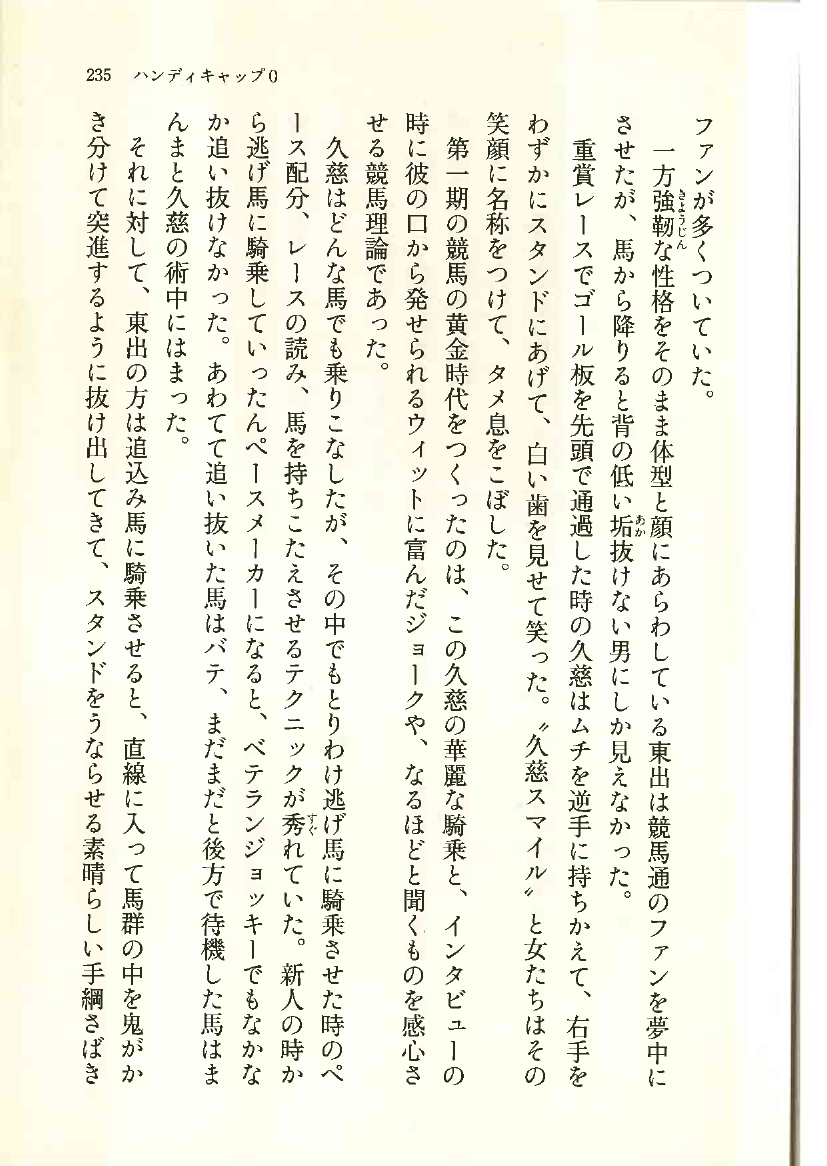 235 ハンディキャップ0
ファンが多くついていた。
一方強靭な性格をそのまま体型と顔にあらわしている東出は競馬通のファンを夢中に
させたが、馬から降りると背の低い垢抜けない男にしか見えなかった。
重賞レースでゴール板を先頭で通過した時の久慈はムチを逆手に持ちかえて、右手を
わずかにスタンドにあげて、白い歯を見せて笑った。〝久慈スマイル〟と女たちはその
笑顔に名称をつけて、タメ息をこぼした。
第一期の競馬の黄金時代をつくったのは、この久慈の華麗な騎乗と、インタビューの
時に彼の口から発せられるウィットに富んだジョークや、なるほどと聞くものを感心さ
せる競馬理論であった。
久慈はどんな馬でも乗りこなしたが、その中でもとりわけ逃げ馬に騎乗させた時のペ
ース配分、レースの読み、馬を持ちこたえさせるテクニックが秀れていた。新人の時か
ら逃げ馬に騎乗していったんペースメーカーになると、ベテランジョッキーでもなかな
か追い抜けなかった。あわてて追い抜いた馬はバテ、まだまだと後方で待機した馬はま
んまと久慈の術中にはまった。
それに対して、東出の方は追込み馬に騎乗させると、直線に入って馬群の中を鬼がか
き分けて突進するように抜け出してきて、スタンドをうならせる素晴らしい手綱さばき
きょうじん
あか
すぐ